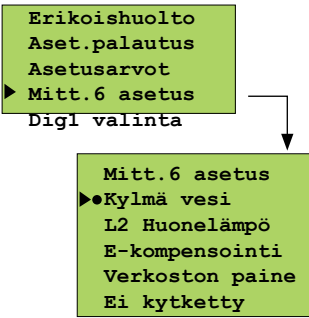 Erikoishuolto
Aset.palautus
Asetusarvot
Mitt.6 asetus
Dig1 valinta
Mitt.6 asetus
Kylmä vesi
L2 Huonelämpö
E-kompensointi
Verkoston paine
Ei kytketty